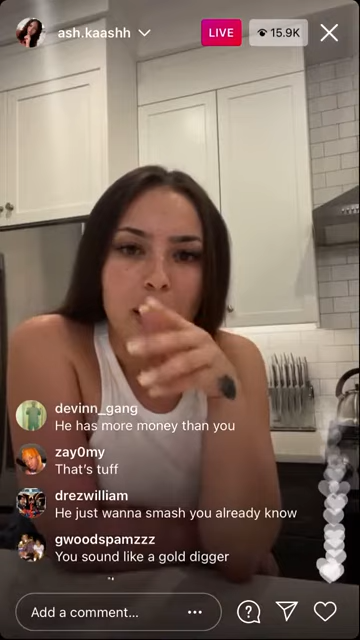 ash.kaashh
LIVE
15.9K
devinn_gang
He has more money than you
zay0my
That's tuff
drezwilliam
He just wanna smash you already know
gwoodspamzzz
You sound like a gold digger
Add a comment...